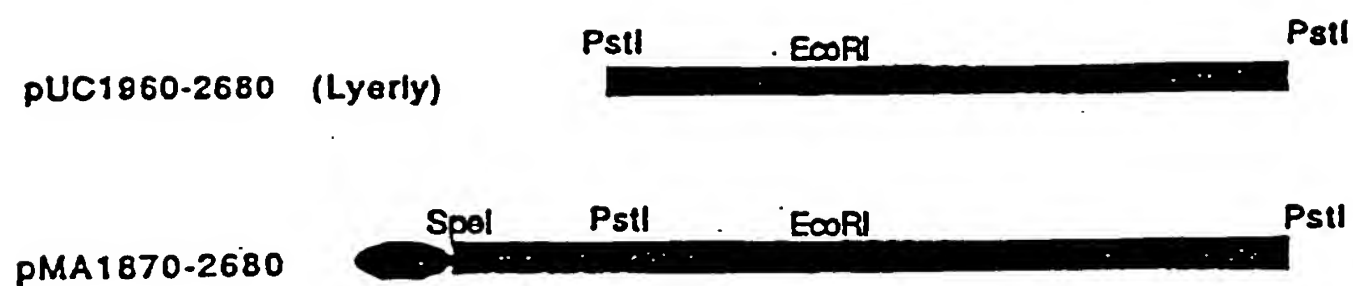 PstI EcoRI PstI
pUC1960-2680 (Lyerly)
SpeI PstI EcoRI PstI
pMA1870-2680